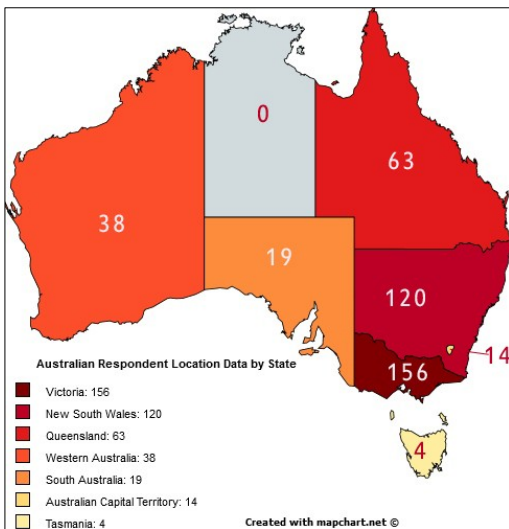 0
63
38
19
120
14
156
Australian Respondent Location Data by State
Victoria: 156
New South Wales: 120
Queensland: 63
Western Australia: 38
South Australia: 19
Australian Capital Territory: 14
Tasmania: 4
4
Created with mapchart.net ©